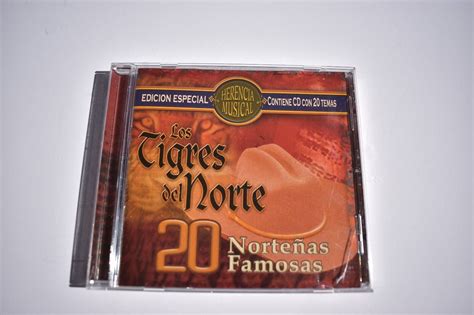 EDICION ESPECIAL
HERENCIA
MUSICAL
CONTIENE CD CON 20 TEMAS
Los
Tigres
del Norte
20 Norteñas
Famosas